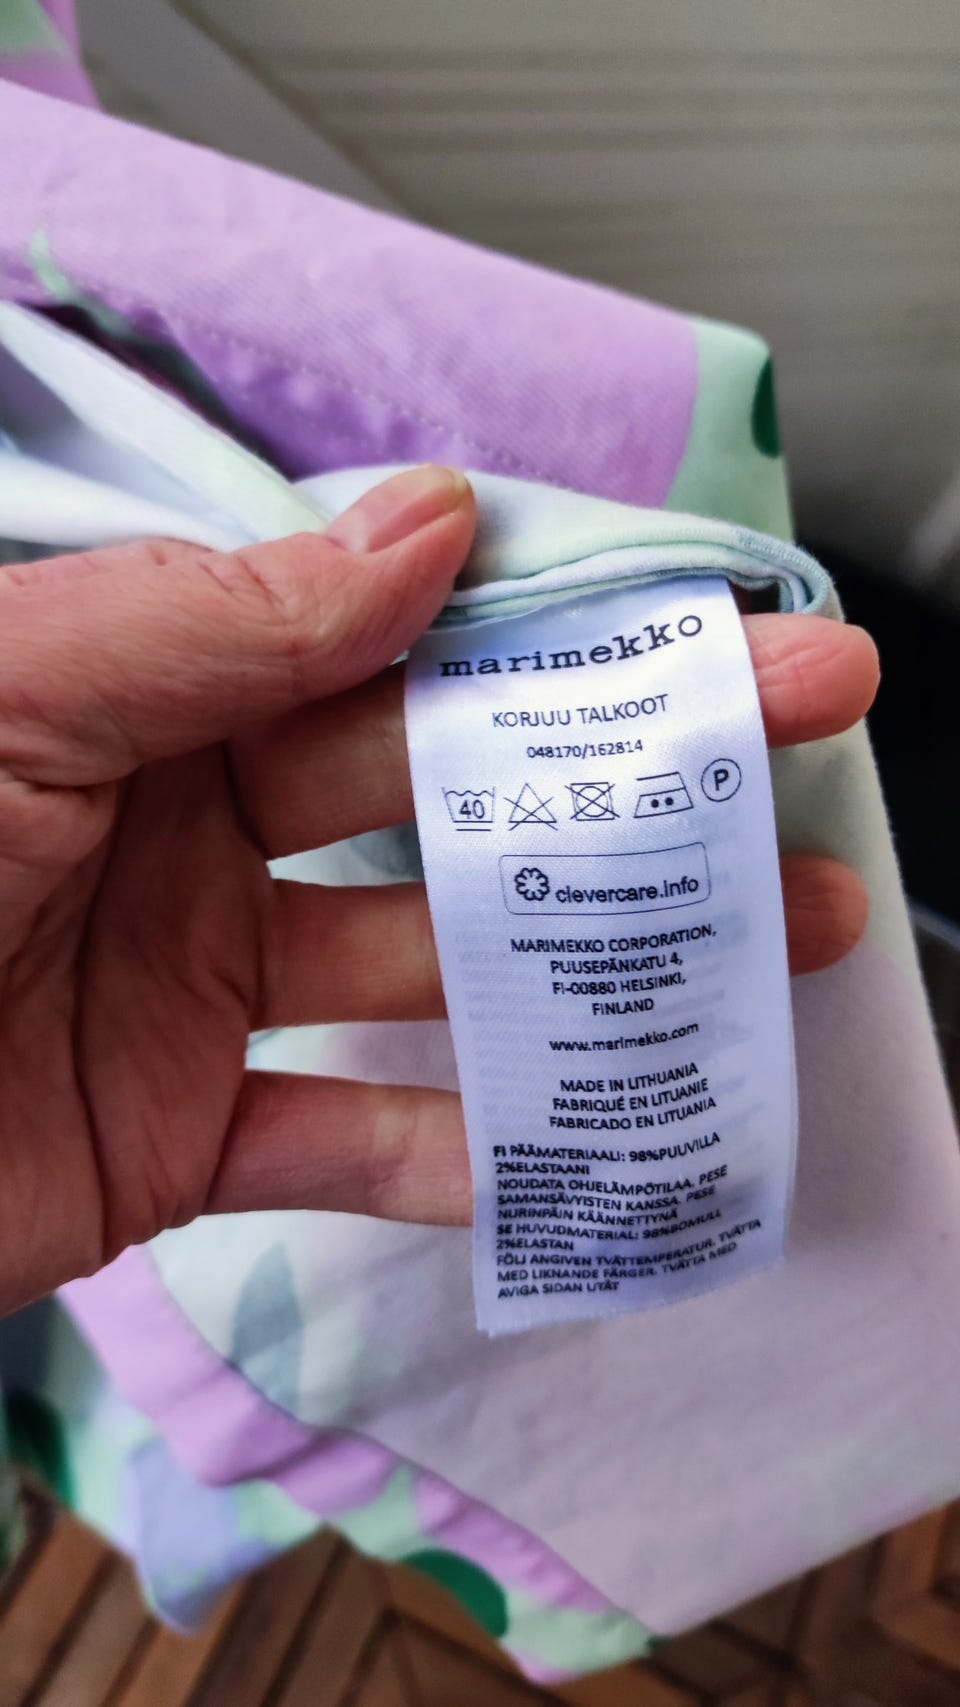 marimekko
KORJUU TALKOOT
048170/162814
40
P
clevercare.info
MARIMEKKO CORPORATION,
PUUSEPÄNKATU 4,
FI-00880 HELSINKI,
FINLAND
www.marimekko.com
MADE IN LITHUANIA
FABRIQUÉ EN LITUANIE
FABRICADO EN LITUANIA
FI PÄÄMATERIAALI: 98%PUUVILLA
2%ELASTAANI
NOUDATA OHJELÄMPÖTILAA. PESE
SAMANSÄVYISTEN KANSSA. PESE
NURINPÄIN KÄÄNNETTYNÄ
SE HUVUDMATERIAL: 98%BOMULL
2%ELASTAN
FÖLJ ANGIVEN TVÄTTEMPERATUR. TVÄTTA
MED LIKNANDE FÄRGER. TVÄTTA MED
AVIGA SIDAN UTÅT